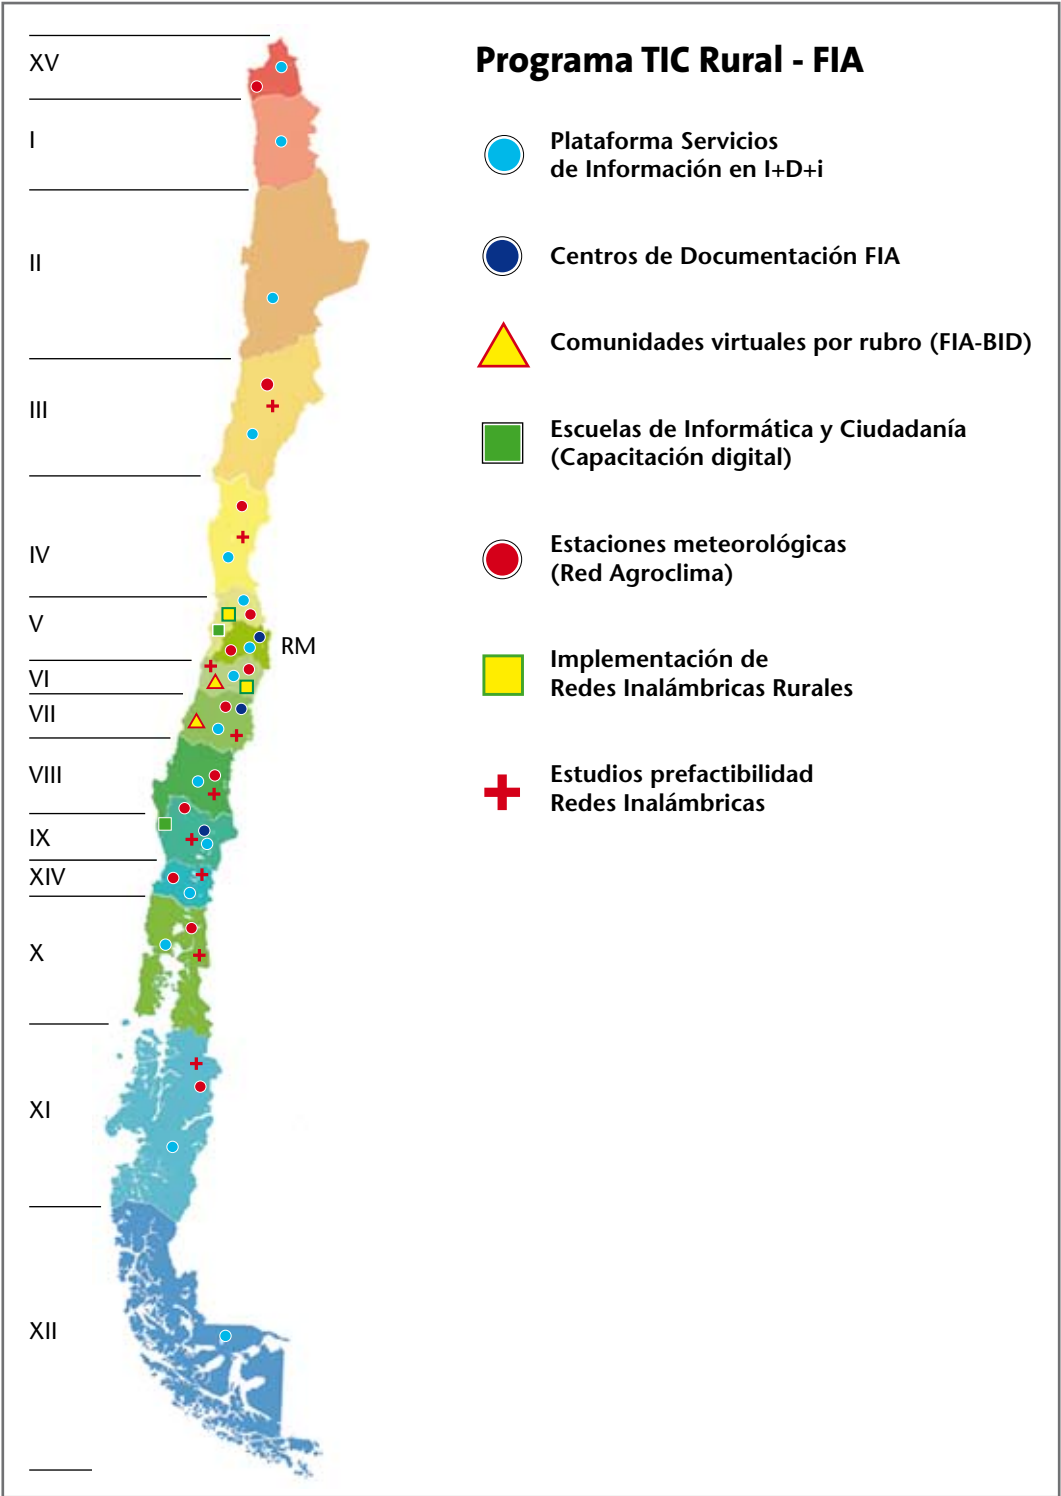 Programa TIC Rural - FIA
XV
I
II
III
IV
V
RM
VI
VII
VIII
IX
XIV
X
XI
XII
Plataforma Servicios
de Información en I+D+i
Centros de Documentación FIA
Comunidades virtuales por rubro (FIA-BID)
Escuelas de Informática y Ciudadanía
(Capacitación digital)
Estaciones meteorológicas
(Red Agroclima)
Implementación de
Redes Inalámbricas Rurales
Estudios prefactibilidad
Redes Inalámbricas